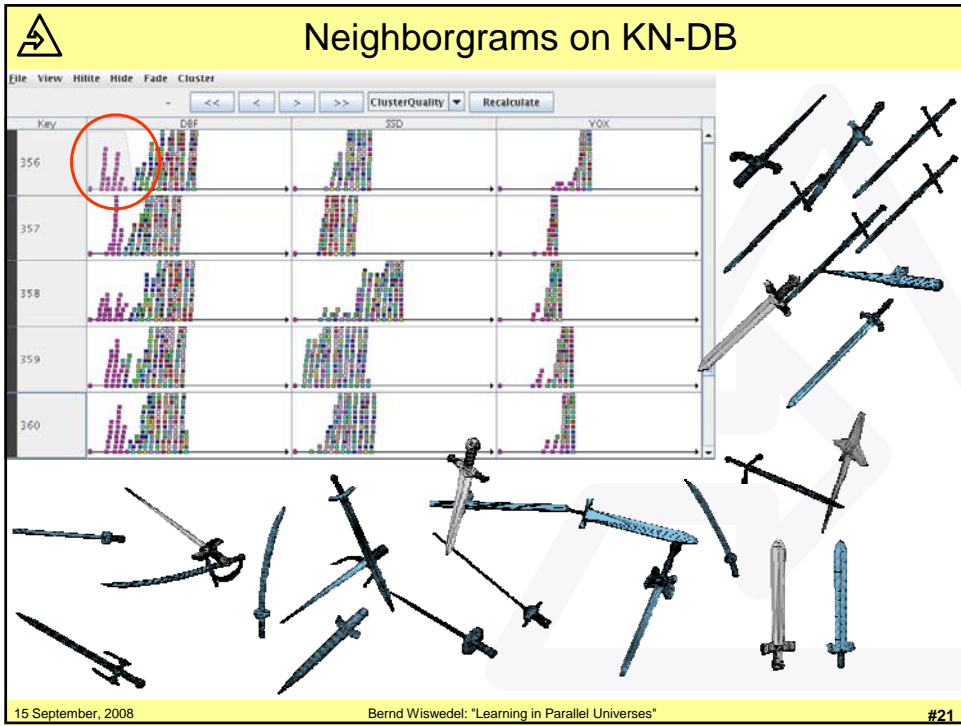 Neighborgrams on KN-DB
File View Hilite Hide Fade Cluster
- << < > >> ClusterQuality Recalculate
Key DBF SSD VOX
356
357
358
359
360
15 September, 2008 Bernd Wiswedel: "Learning in Parallel Universes" #21